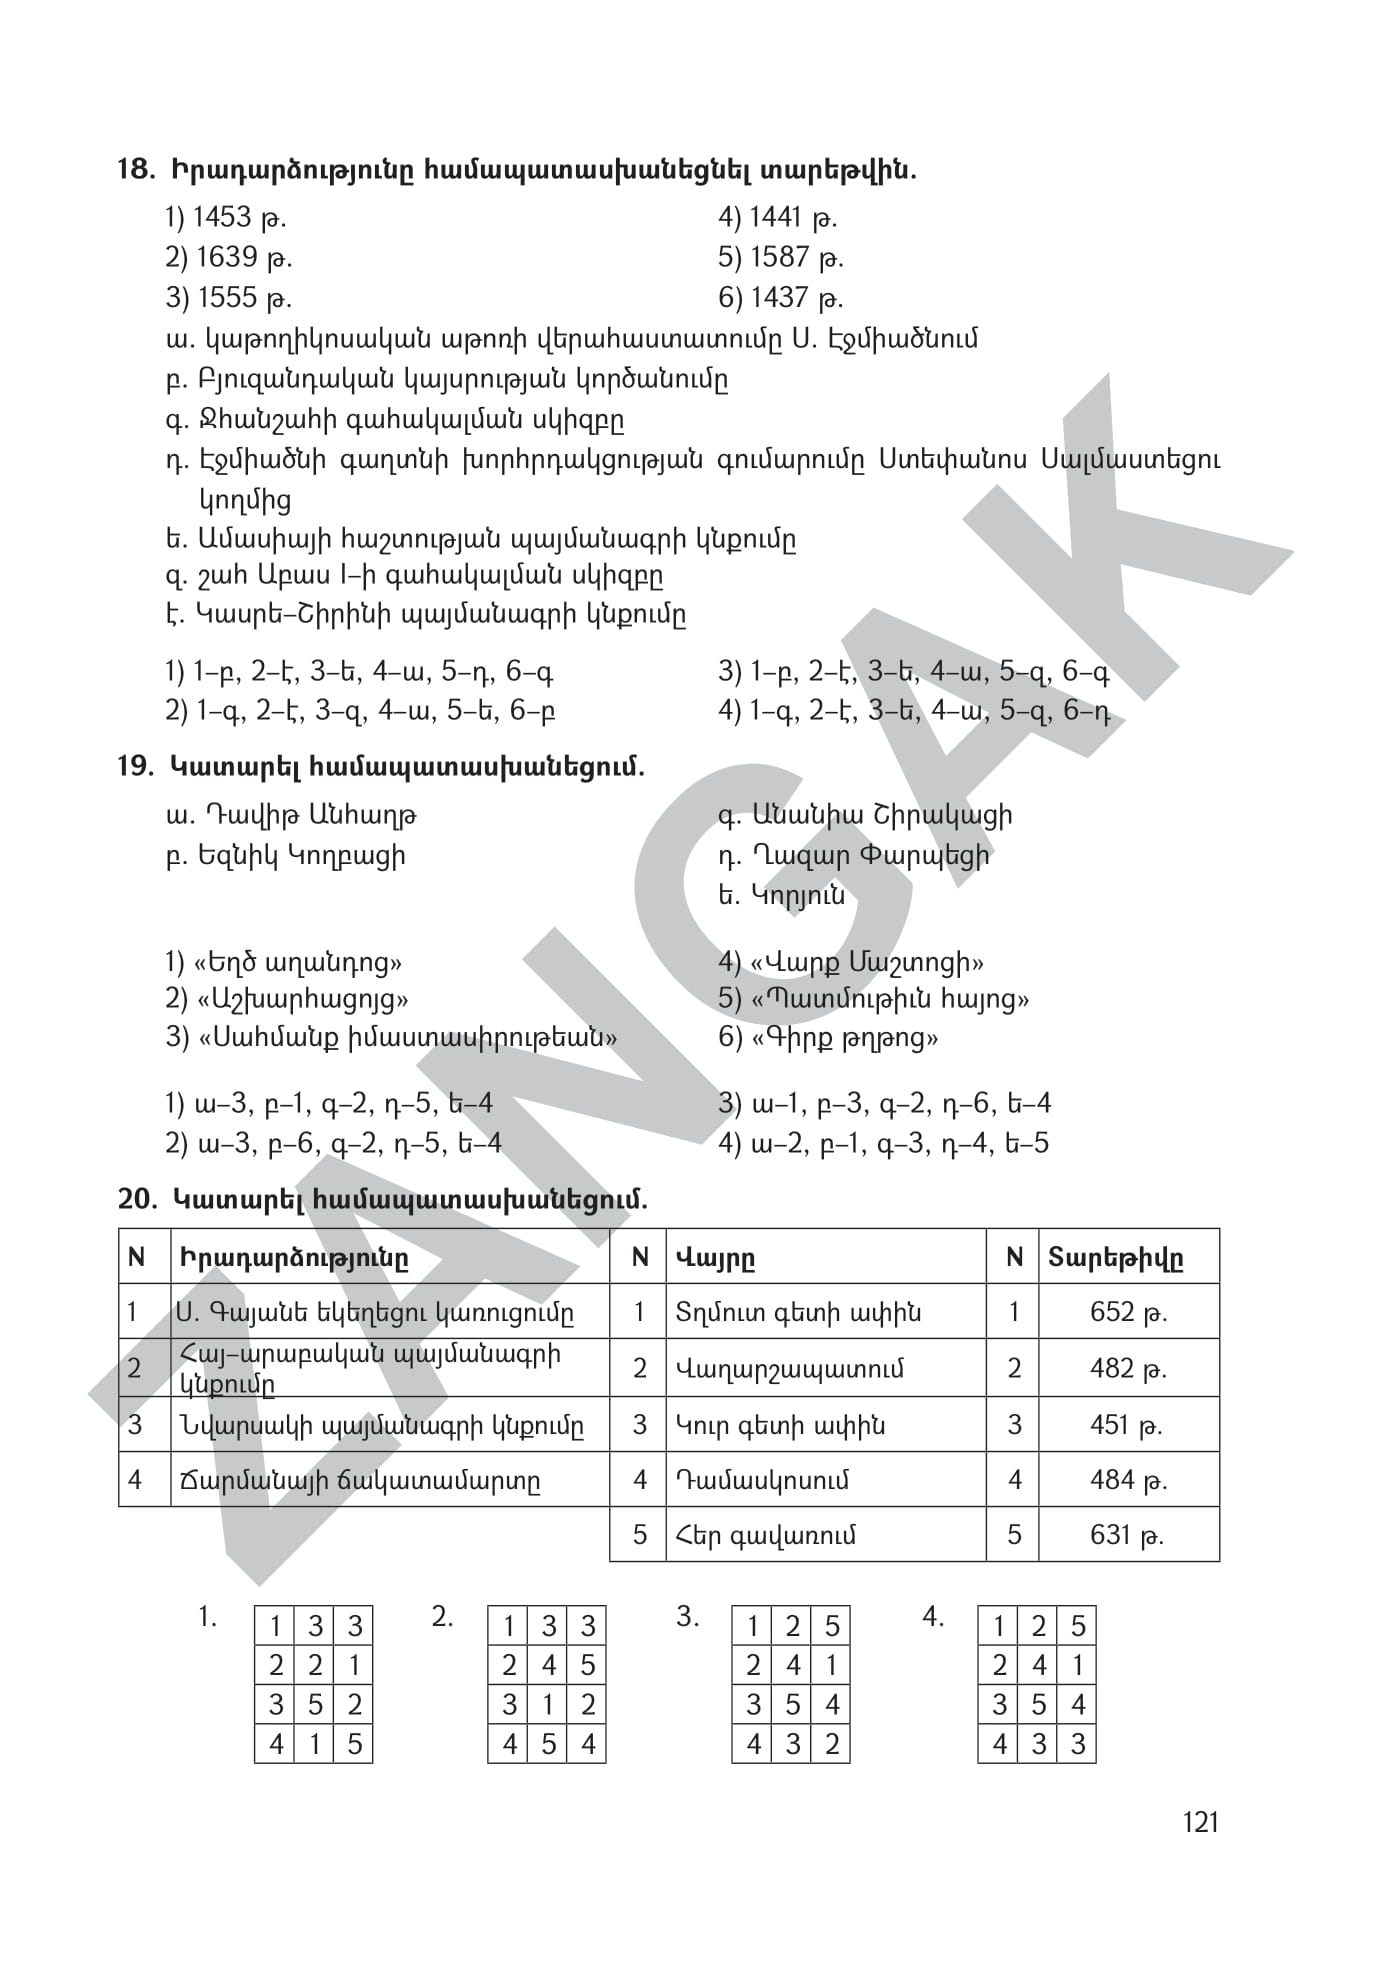 18. Իրադարձությունը համապատասխանեցնել տարեթվին.
1) 1453 թ.
4) 1441 թ.
2) 1639 թ.
5) 1587 թ.
3) 1555 թ.
6) 1437 թ.
ա. կաթողիկոսական աթոռի վերահաստատումը Ս. Էջմիածնում
բ. Բյուզանդական կայսրության կործանումը
գ. Ջհանշահի գահակալման սկիզբը
դ. Էջմիածնի գաղտնի խորհրդակցության գումարումը Ստեփանոս Սալմաստեցու
կողմից
ե. Ամասիայի հաշտության պայմանագրի կնքումը
զ. շահ Աբաս I–ի գահակալման սկիզբը
է. Կասրե–Շիրինի պայմանագրի կնքումը
1) 1–բ, 2–է, 3–ե, 4–ա, 5–դ, 6–գ
3) 1–բ, 2–է, 3–ե, 4–ա, 5–զ, 6–գ
2) 1–գ, 2–է, 3–զ, 4–ա, 5–ե, 6–բ
4) 1–գ, 2–է, 3–ե, 4–ա, 5–զ, 6–դ
19. Կատարել համապատասխանեցում.
ա. Դավիթ Անհաղթ
գ. Անանիա Շիրակացի
բ. Եզնիկ Կողբացի
դ. Ղազար Փարպեցի
ե. Կորյուն
1) «Եղծ աղանդոց»
4) «Վարք Մաշտոցի»
2) «Աշխարհացոյց»
5) «Պատմութիւն հայոց»
3) «Սահմանք իմաստասիրութեան»
6) «Գիրք թղթոց»
1) ա–3, բ–1, գ–2, դ–5, ե–4
3) ա–1, բ–3, գ–2, դ–6, ե–4
2) ա–3, բ–6, գ–2, դ–5, ե–4
4) ա–2, բ–1, գ–3, դ–4, ե–5
20. Կատարել համապատասխանեցում.
N Իրադարձությունը N Վայրը N Տարեթիվը
1 Ս. Գայանե եկեղեցու կառուցումը 1 Տղմուտ գետի ափին 1 652 թ.
2 Հայ–արաբական պայմանագրի կնքումը 2 Վաղարշապատում 2 482 թ.
3 Նվարսակի պայմանագրի կնքումը 3 Կուր գետի ափին 3 451 թ.
4 Ճարմանայի ճակատամարտը 4 Դամասկոսում 4 484 թ.
5 Հեր գավառում 5 631 թ.
1.
1 3 3
2 2 1
3 5 2
4 1 5
2.
1 3 3
2 4 5
3 1 2
4 5 4
3.
1 2 5
2 4 1
3 5 4
4 3 2
4.
1 2 5
2 4 1
3 5 4
4 3 3
121
ZANGAK